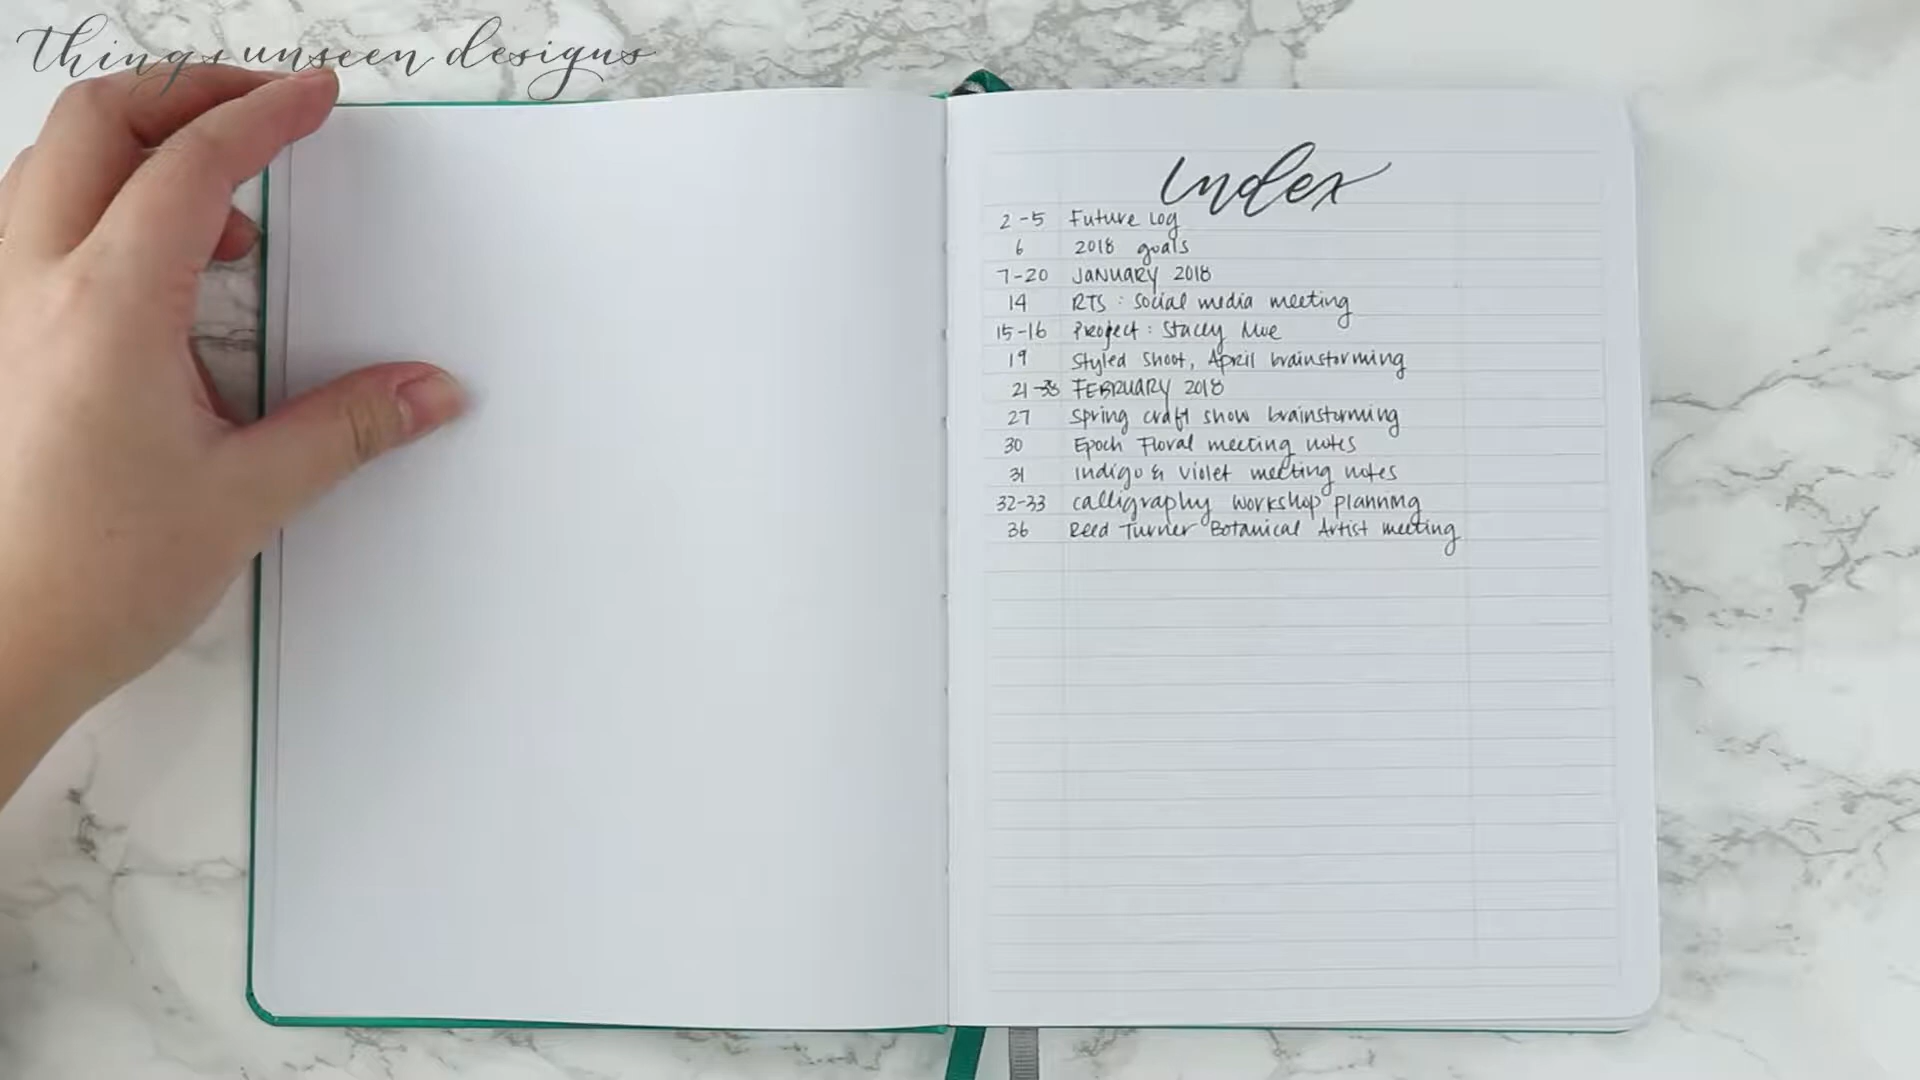 things unseen designs
Index
2-5 Future Log
6 2018 goals
7-20 JANUARY 2018
14 RTS : social media meeting
15-16 Project : Stacey
19 Styled Shoot, April brainstorming
21-38 FEBRUARY 2018
27 Spring craft show brainstorming
30 Epoch Floral meeting notes
31 indigo & violet meeting notes
32-33 calligraphy workshop planning
36 Reed Turner Botanical Artist meeting